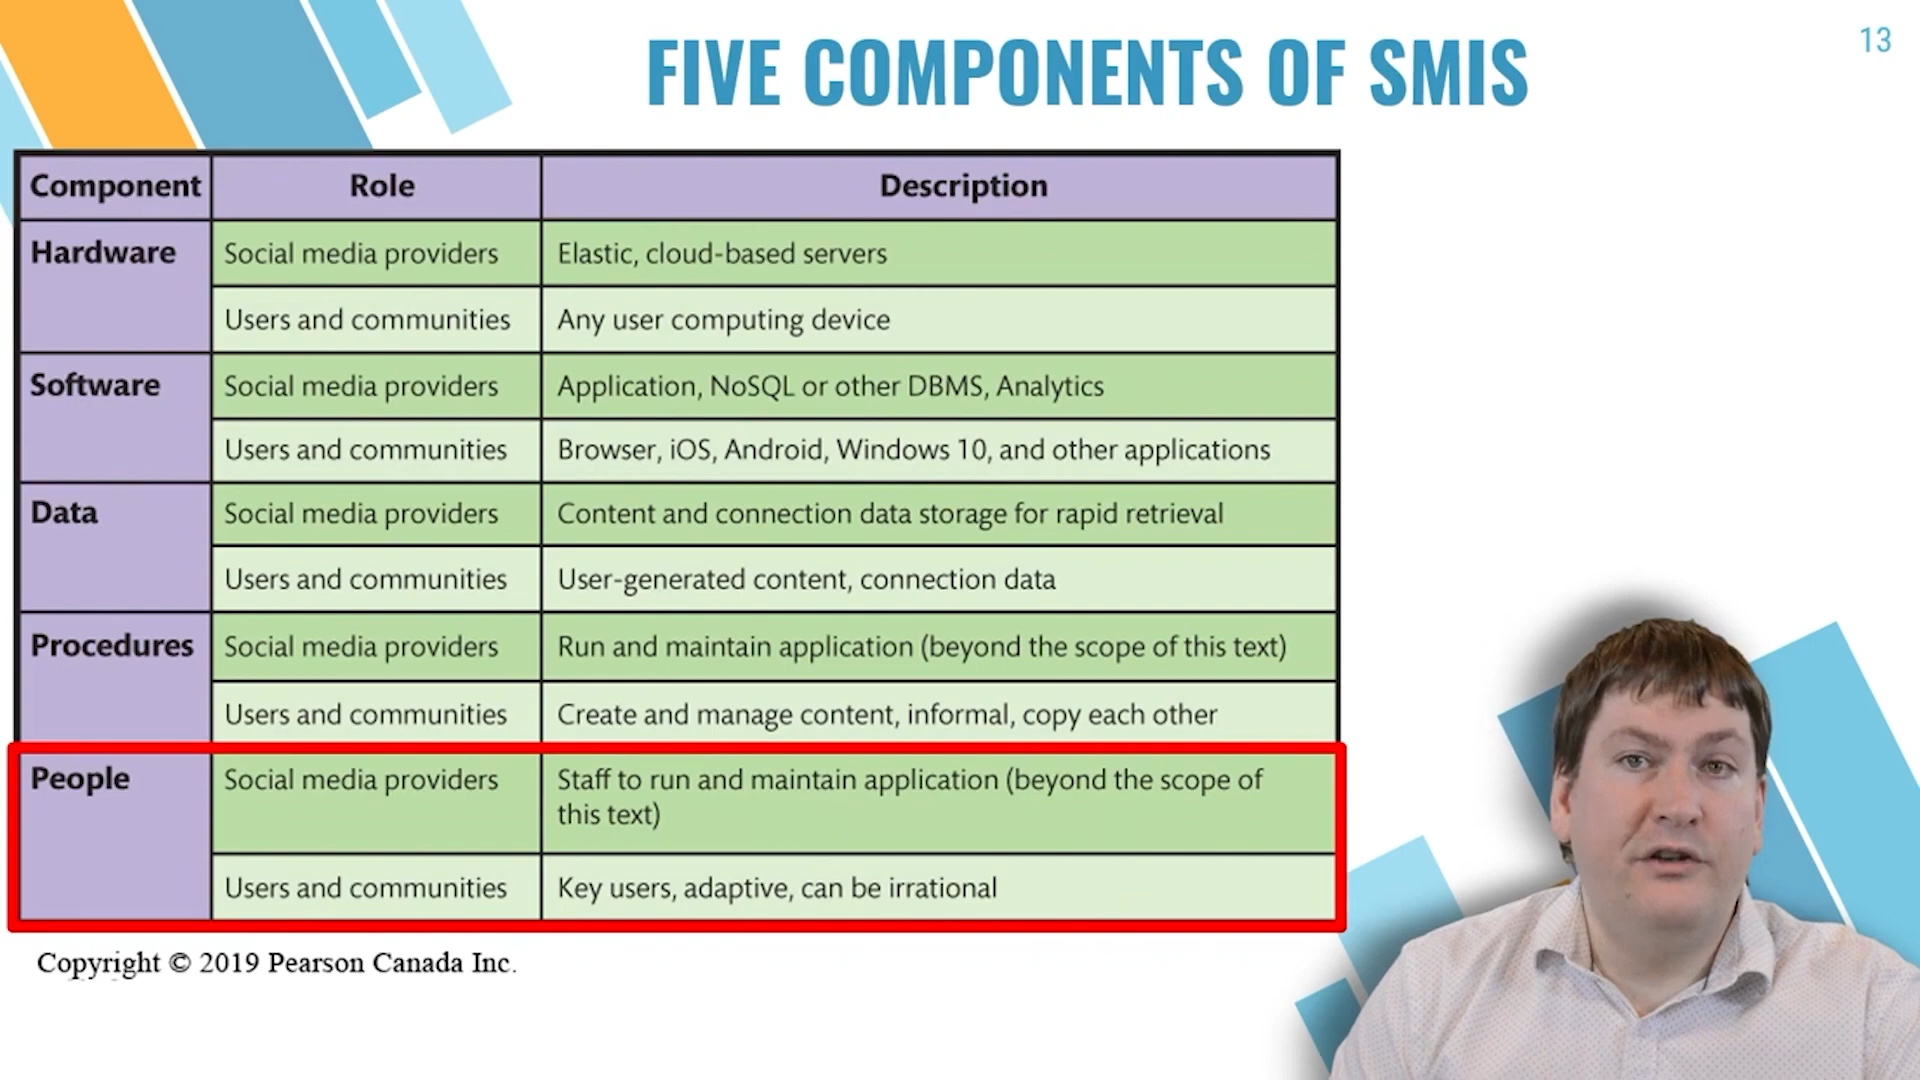 FIVE COMPONENTS OF SMIS
13
Component Role Description
Hardware Social media providers Elastic, cloud-based servers
Users and communities Any user computing device
Software Social media providers Application, NoSQL or other DBMS, Analytics
Users and communities Browser, iOS, Android, Windows 10, and other applications
Data Social media providers Content and connection data storage for rapid retrieval
Users and communities User-generated content, connection data
Procedures Social media providers Run and maintain application (beyond the scope of this text)
Users and communities Create and manage content, informal, copy each other
People Social media providers Staff to run and maintain application (beyond the scope of
this text)
Users and communities Key users, adaptive, can be irrational
Copyright © 2019 Pearson Canada Inc.